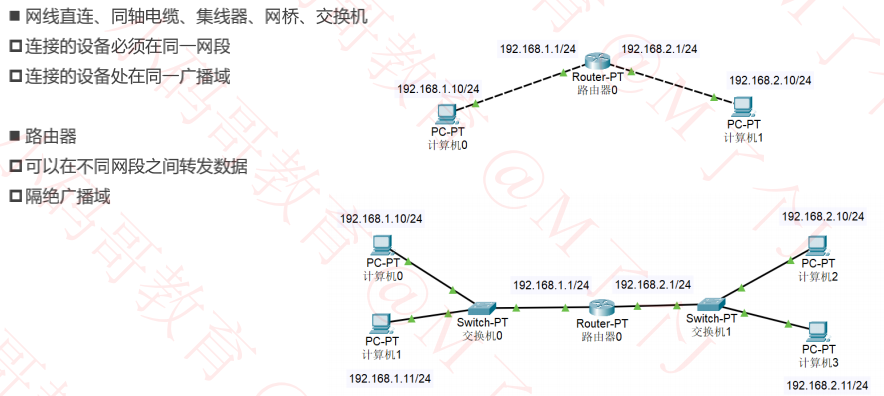 ■ 网线直连、同轴电缆、集线器、网桥、交换机
连接的设备必须在同一网段
连接的设备处在同一广播域
■ 路由器
可以在不同网段之间转发数据
隔绝广播域
192.168.1.1/24
192.168.2.1/24
Router-PT
路由器0
192.168.1.10/24
PC-PT
计算机0
192.168.2.10/24
PC-PT
计算机1
192.168.1.10/24
PC-PT
计算机0
192.168.2.10/24
PC-PT
计算机2
192.168.1.1/24
192.168.2.1/24
Switch-PT
交换机0
Router-PT
路由器0
Switch-PT
交换机1
PC-PT
计算机1
192.168.1.11/24
PC-PT
计算机3
192.168.2.11/24
小码哥教育 @M了个J